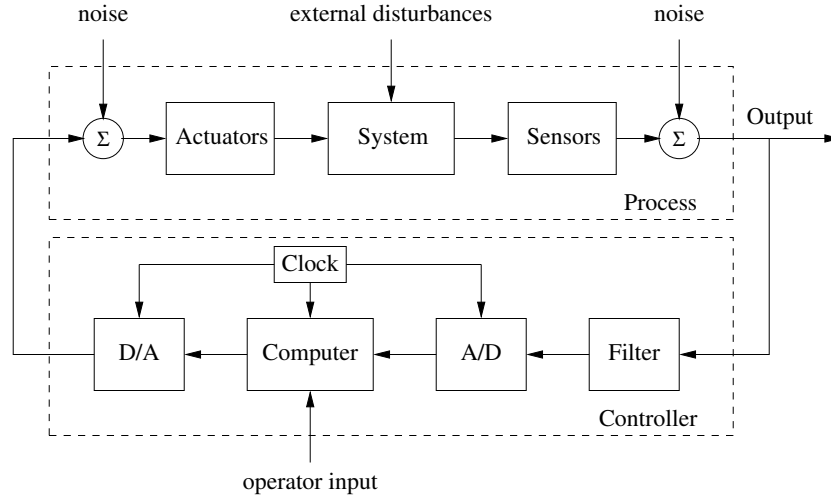 noise
external disturbances
noise
Output
Σ
Actuators
System
Sensors
Σ
Process
Clock
D/A
Computer
A/D
Filter
Controller
operator input